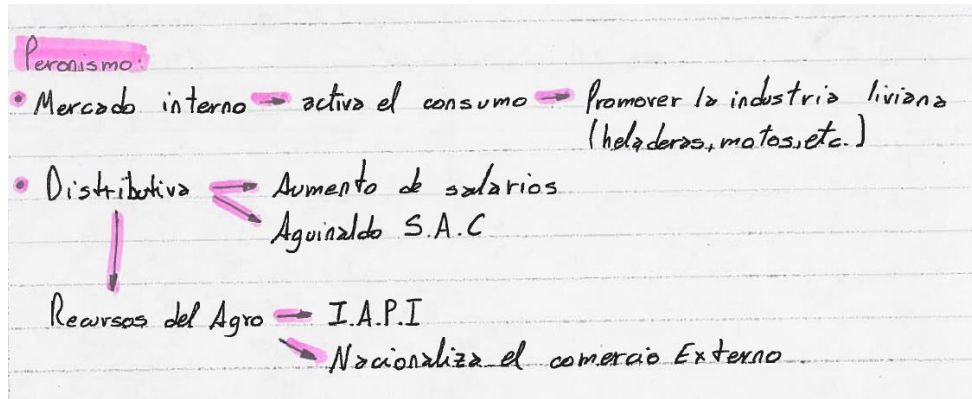 Peronismo:
• Mercado interno → activa el consumo → Promover la industria liviana
(heladeras, motos, etc.)
• Distributiva → Aumento de salarios
→ Aguinaldo S.A.C
Recursos del Agro → I.A.P.I
→ Nacionaliza el comercio Externo.